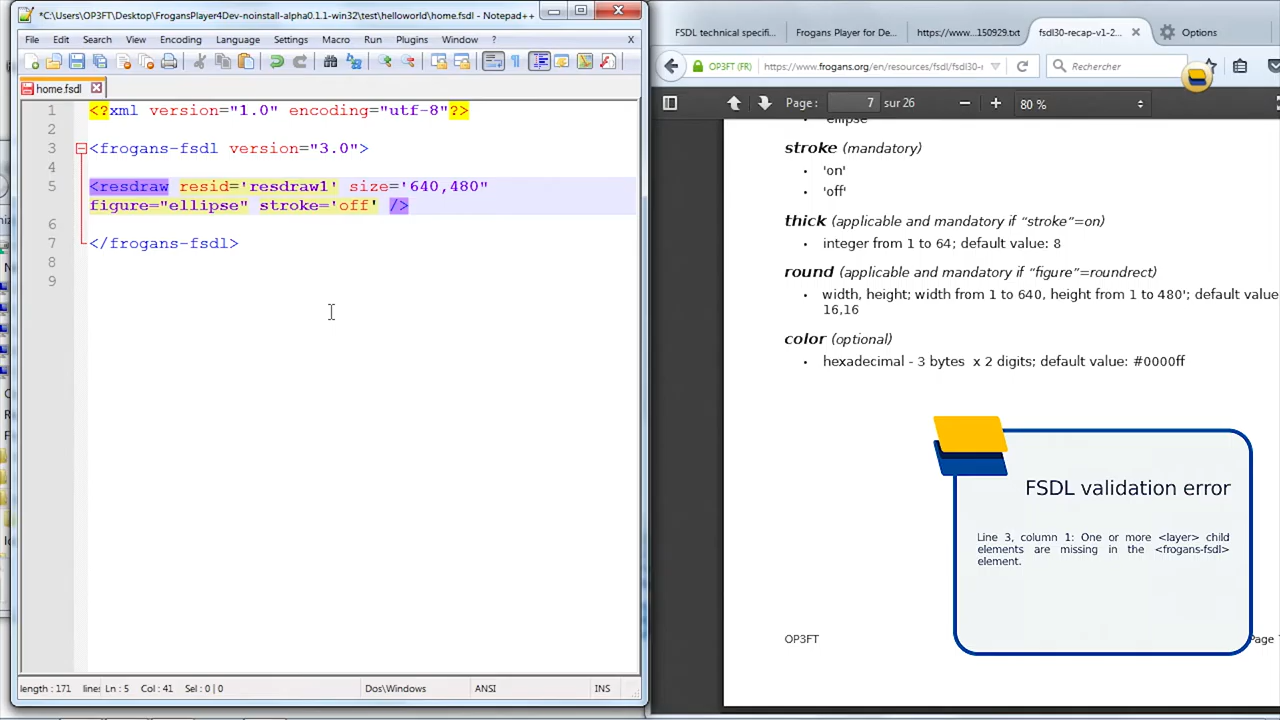 *C:\Users\OP3FT\Desktop\FrogansPlayer4Dev-noinstall-alpha0.1.1-win32\test\helloworld\home.fsdl - Notepad++
File Edit Search View Encoding Language Settings Macro Run Plugins Window ? X
home.fsdl
1 <?xml version="1.0" encoding="utf-8"?>
2
3 <frogans-fsdl version="3.0">
4
5 <resdraw resid='resdraw1' size='640,480"
figure="ellipse" stroke='off' />
6
7 </frogans-fsdl>
8
9
length : 171 lines Ln : 5 Col : 41 Sel : 0 | 0 Dos\Windows ANSI INS
FSDL technical specifi... Frogans Player for De... https://www...150929.txt fsdl30-recap-v1-2... Options
OP3FT (FR) https://www.frogans.org/en/resources/fsdl/fsdl30-r Rechercher
Page : 7 sur 26 80 %
ellipse
stroke (mandatory)
• 'on'
• 'off'
thick (applicable and mandatory if “stroke”=on)
• integer from 1 to 64; default value: 8
round (applicable and mandatory if “figure”=roundrect)
• width, height; width from 1 to 640, height from 1 to 480'; default value
16,16
color (optional)
• hexadecimal - 3 bytes x 2 digits; default value: #0000ff
FSDL validation error
Line 3, column 1: One or more <layer> child
elements are missing in the <frogans-fsdl>
element.
OP3FT Page